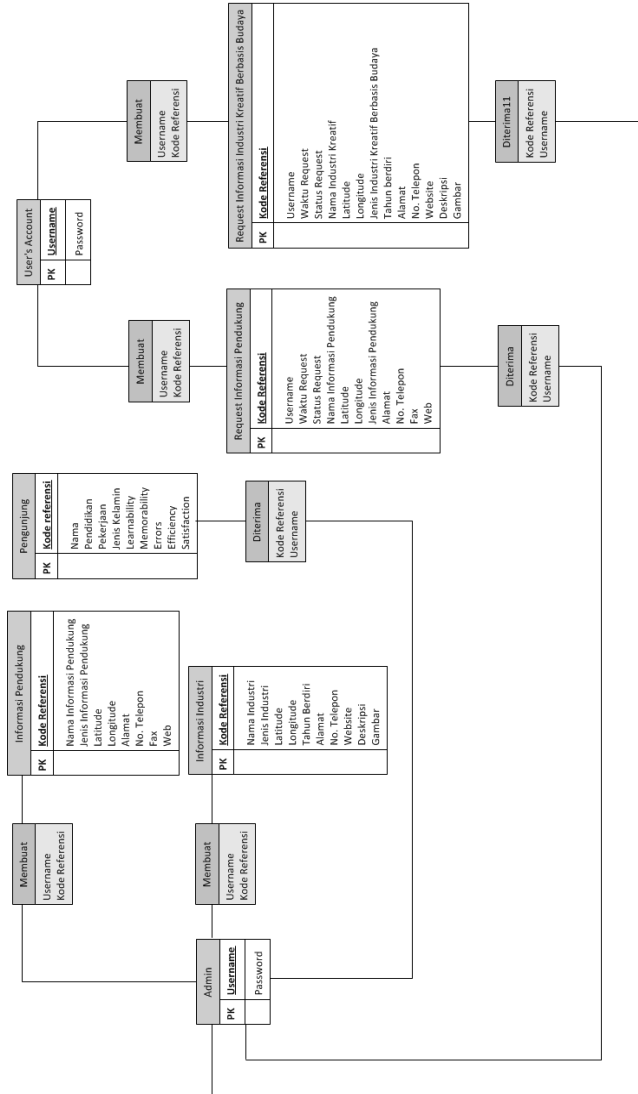 User's Account
PK Username
Password
Membuat
Username
Kode Referensi
Membuat
Username
Kode Referensi
Request Informasi Industri Kreatif Berbasis Budaya
PK Kode Referensi
Username
Waktu Request
Status Request
Nama Industri Kreatif
Latitude
Longitude
Jenis Industri Kreatif Berbasis Budaya
Tahun berdiri
Alamat
No. Telepon
Website
Deskripsi
Gambar
Diterima11
Kode Referensi
Username
Request Informasi Pendukung
PK Kode Referensi
Username
Waktu Request
Status Request
Nama Informasi Pendukung
Latitude
Longitude
Jenis Informasi Pendukung
Alamat
No. Telepon
Fax
Web
Diterima
Kode Referensi
Username
Pengunjung
PK Kode referensi
Nama
Pendidikan
Pekerjaan
Jenis Kelamin
Learnability
Memorability
Errors
Efficiency
Satisfaction
Diterima
Kode Referensi
Username
Informasi Pendukung
PK Kode Referensi
Nama Informasi Pendukung
Jenis Informasi Pendukung
Latitude
Longitude
Alamat
No. Telepon
Fax
Web
Informasi Industri
PK Kode Referensi
Nama Industri
Jenis Industri
Latitude
Longitude
Tahun Berdiri
Alamat
No. Telepon
Website
Deskripsi
Gambar
Membuat
Username
Kode Referensi
Membuat
Username
Kode Referensi
Admin
PK Username
Password